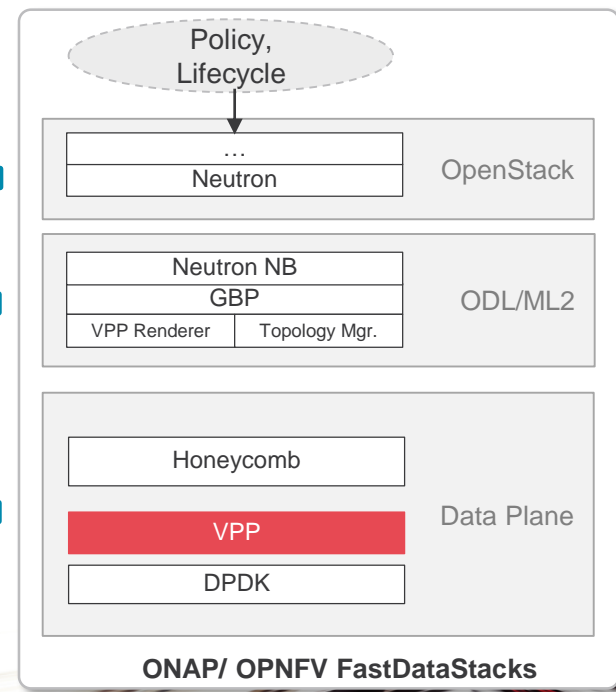 Policy,
Lifecycle
…
Neutron
OpenStack
Neutron NB
GBP
VPP Renderer
Topology Mgr.
ODL/ML2
Honeycomb
VPP
DPDK
Data Plane
ONAP/ OPNFV FastDataStacks